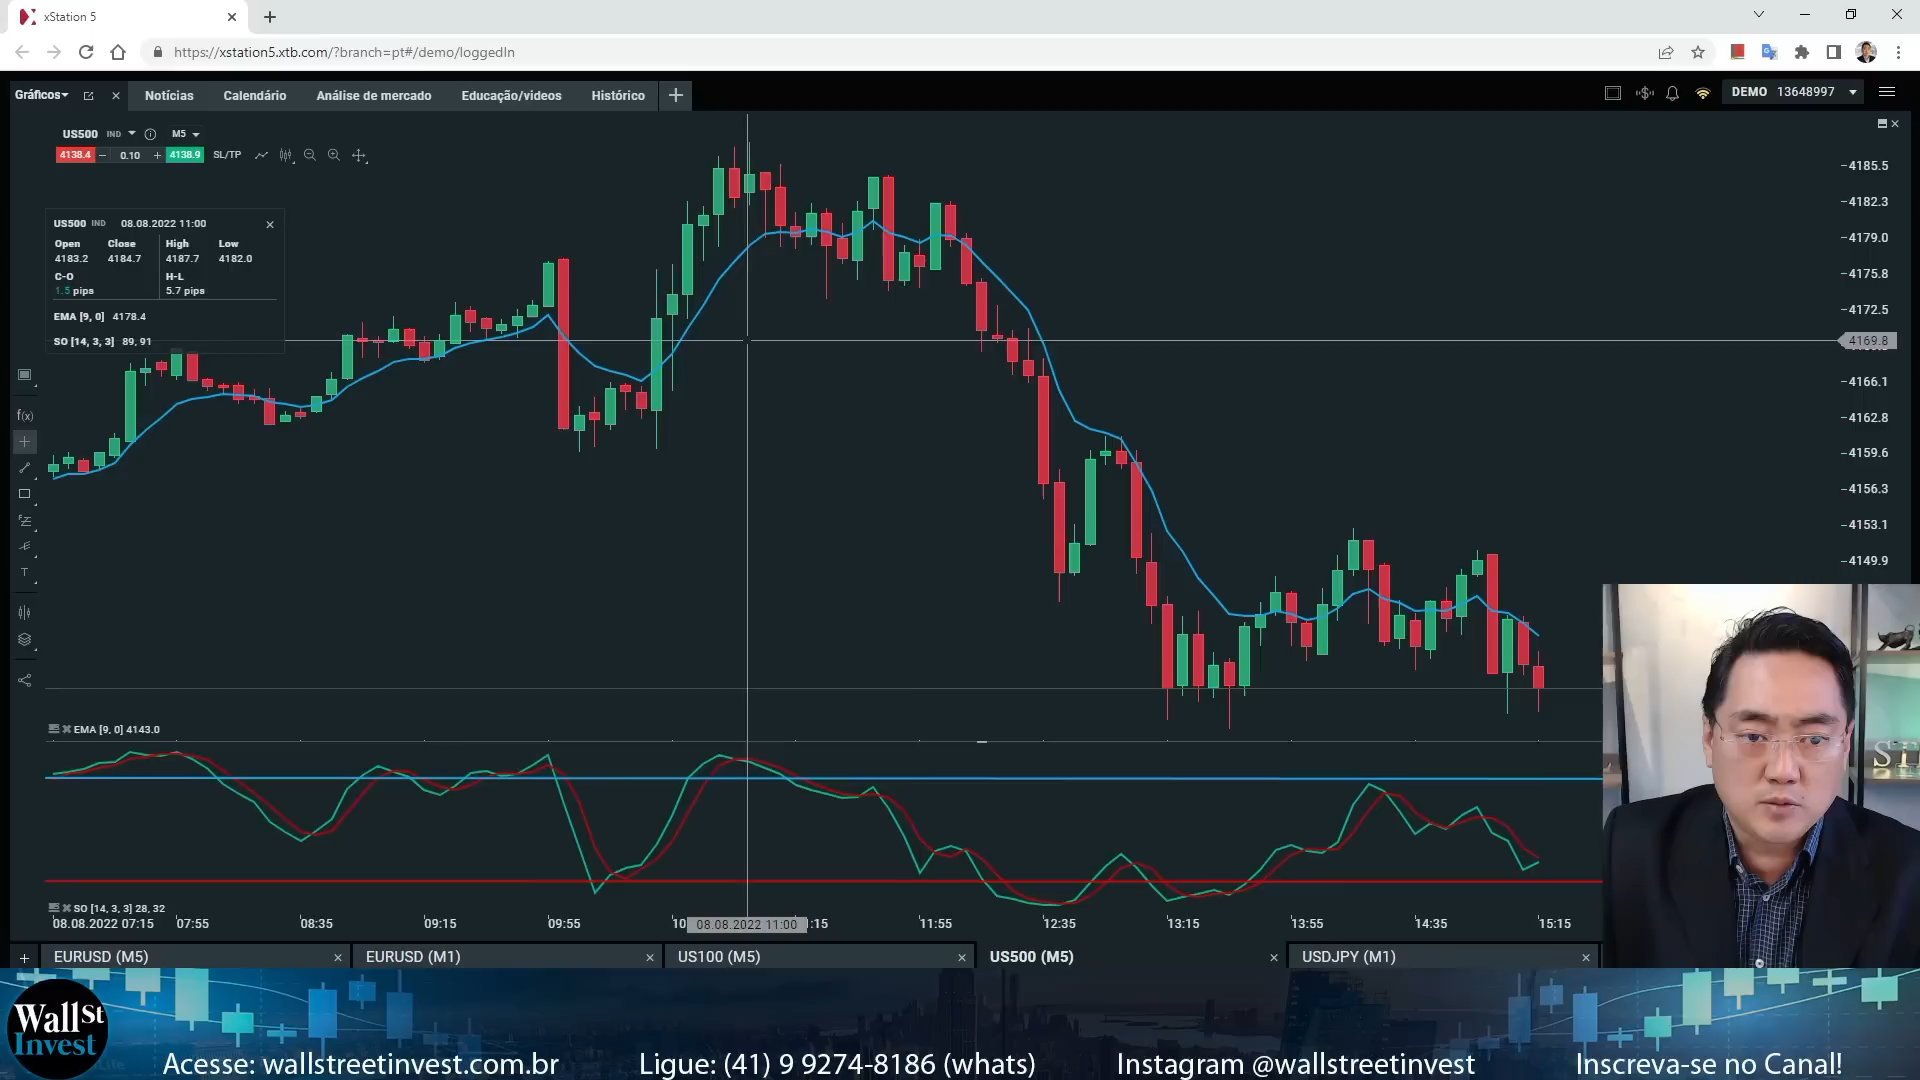 xStation 5
https://xstation5.xtb.com/?branch=pt#/demo/loggedIn
Gráficos
Notícias
Calendário
Análise de mercado
Educação/videos
Histórico
DEMO 13648997
US500 IND M5
4138.4 0.10 4138.9 SL/TP
US500 IND 08.08.2022 11:00
Open Close High Low
4183.2 4184.7 4187.7 4182.0
C-O H-L
1.5 pips 5.7 pips
EMA [9, 0] 4178.4
SO [14, 3, 3] 89, 91
f(x)
T
4185.5
4182.3
4179.0
4175.8
4172.5
4169.8
4166.1
4162.8
4159.6
4156.3
4153.1
4149.9
EMA [9, 0] 4143.0
SO [14, 3, 3] 28, 32
08.08.2022 07:15 07:55 08:35 09:15 09:55 10 08.08.2022 11:00 :15 11:55 12:35 13:15 13:55 14:35 15:15
EURUSD (M5)
EURUSD (M1)
US100 (M5)
US500 (M5)
USDJPY (M1)
Wall St
Invest
Acesse: wallstreetinvest.com.br
Ligue: (41) 9 9274-8186 (whats)
Instagram @wallstreetinvest
Inscreva-se no Canal!